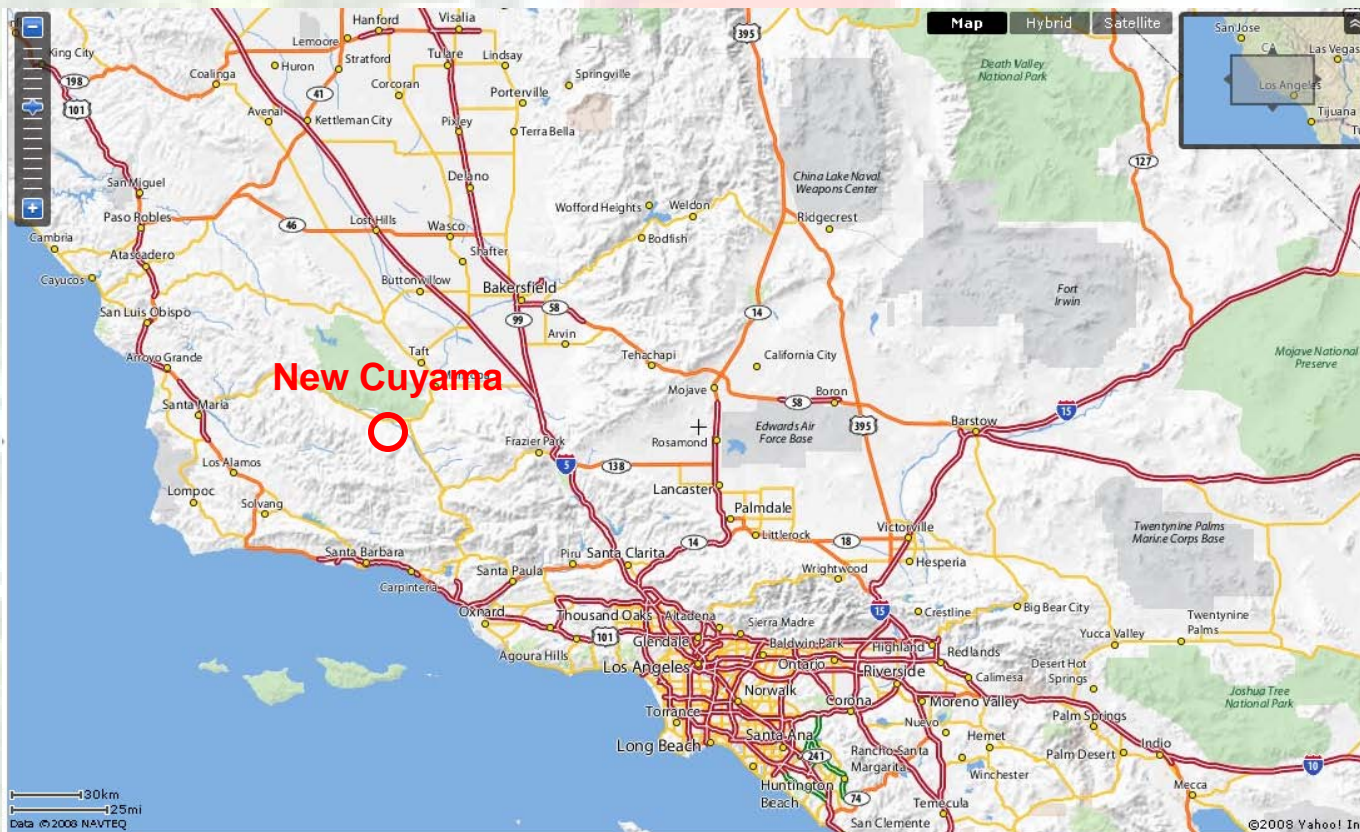 Map
Hybrid
Satellite
San Jose
CA
Las Vegas
Los Angeles
Tijuana
King City
198
101
Coalinga
Huron
Hanford
Visalia
Lemoore
Stratford
Tulare
Lindsay
Corcoran
Porterville
Springville
41
Avenal
Kettleman City
Pixley
Terra Bella
395
Death Valley
National Park
127
San Miguel
Delano
China Lake Naval
Weapons Center
Paso Robles
46
Lost Hills
Wasco
Wofford Heights
Weldon
Ridgecrest
Cambria
Atascadero
Shafter
Bodfish
Cayucos
Buttonwillow
Bakersfield
58
Fort
Irwin
San Luis Obispo
99
14
Arvin
Arroyo Grande
Taft
Tehachapi
California City
Mojave National
Preserve
New Cuyama
Mojave
Boron
58
Santa Maria
395
Barstow
15
Edwards Air
Force Base
Rosamond
Frazier Park
5
138
Los Alamos
Lompoc
Solvang
Lancaster
Palmdale
Littlerock
18
Victorville
Twentynine Palms
Marine Corps Base
Santa Barbara
Carpinteria
Piru
Santa Clarita
14
Santa Paula
Wrightwood
Hesperia
Oxnard
Thousand Oaks
Altadena
15
Crestline
Big Bear City
Sierra Madre
101
Glendale
Baldwin Park
Highland
Redlands
Yucca Valley
Twentynine
Palms
Agoura Hills
Los Angeles
Ontario
Riverside
Calimesa
Desert Hot
Springs
Norwalk
Corona
Moreno Valley
Joshua Tree
National Park
Torrance
Nuevo
Palm Springs
Long Beach
Santa Ana
241
Rancho Santa
Margarita
Hemet
Palm Desert
Indio
10
Winchester
Huntington
Beach
74
Mecca
San Clemente
Temecula
30km
25mi
Data ©2008 NAVTEQ
©2008 Yahoo! In